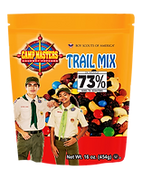 CAMP MASTERS
BOY SCOUTS OF AMERICA
TRAIL MIX
73%
Net Wt. 16 oz. (454g)